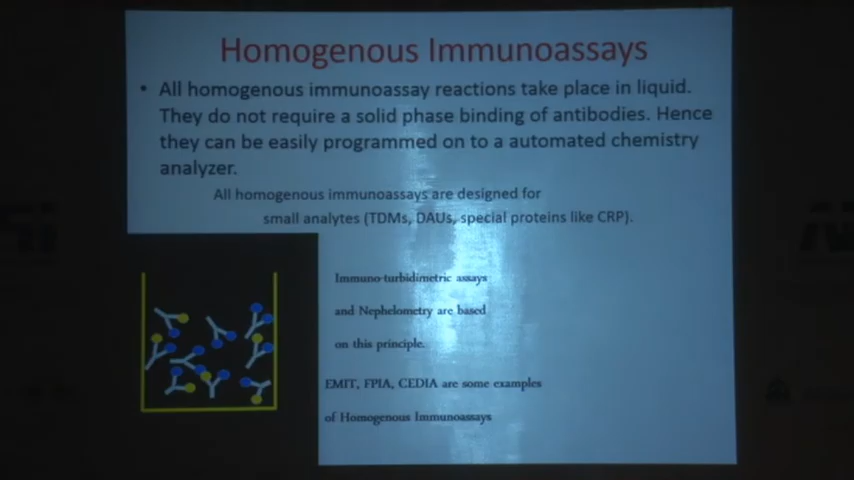 Homogenous Immunoassays
• All homogenous immunoassay reactions take place in liquid.
They do not require a solid phase binding of antibodies. Hence
they can be easily programmed on to a automated chemistry
analyzer.
All homogenous immunoassays are designed for
small analytes (TDMs, DAUs, special proteins like CRP).
Immuno-turbidimetric assays
and Nephelometry are based
on this principle.
EMIT, FPIA, CEDIA are some examples
of Homogenous Immunoassays